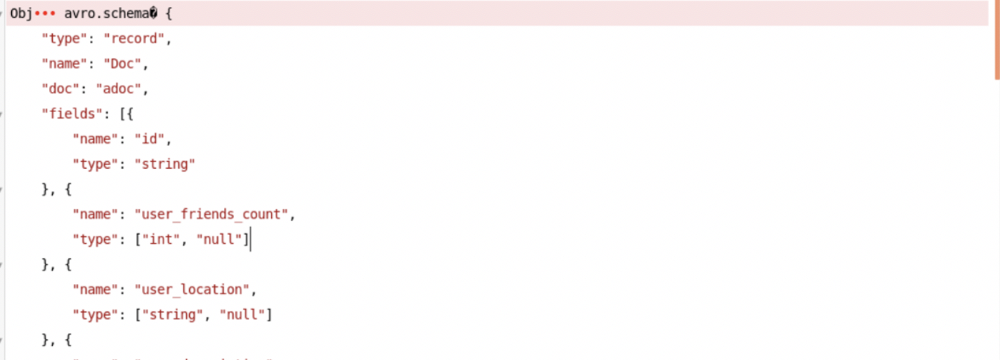 Obj••• avro.schema� {
    "type": "record",
    "name": "Doc",
    "doc": "adoc",
    "fields": [{
        "name": "id",
        "type": "string"
    }, {
        "name": "user_friends_count",
        "type": ["int", "null"]
    }, {
        "name": "user_location",
        "type": ["string", "null"]
    }, {